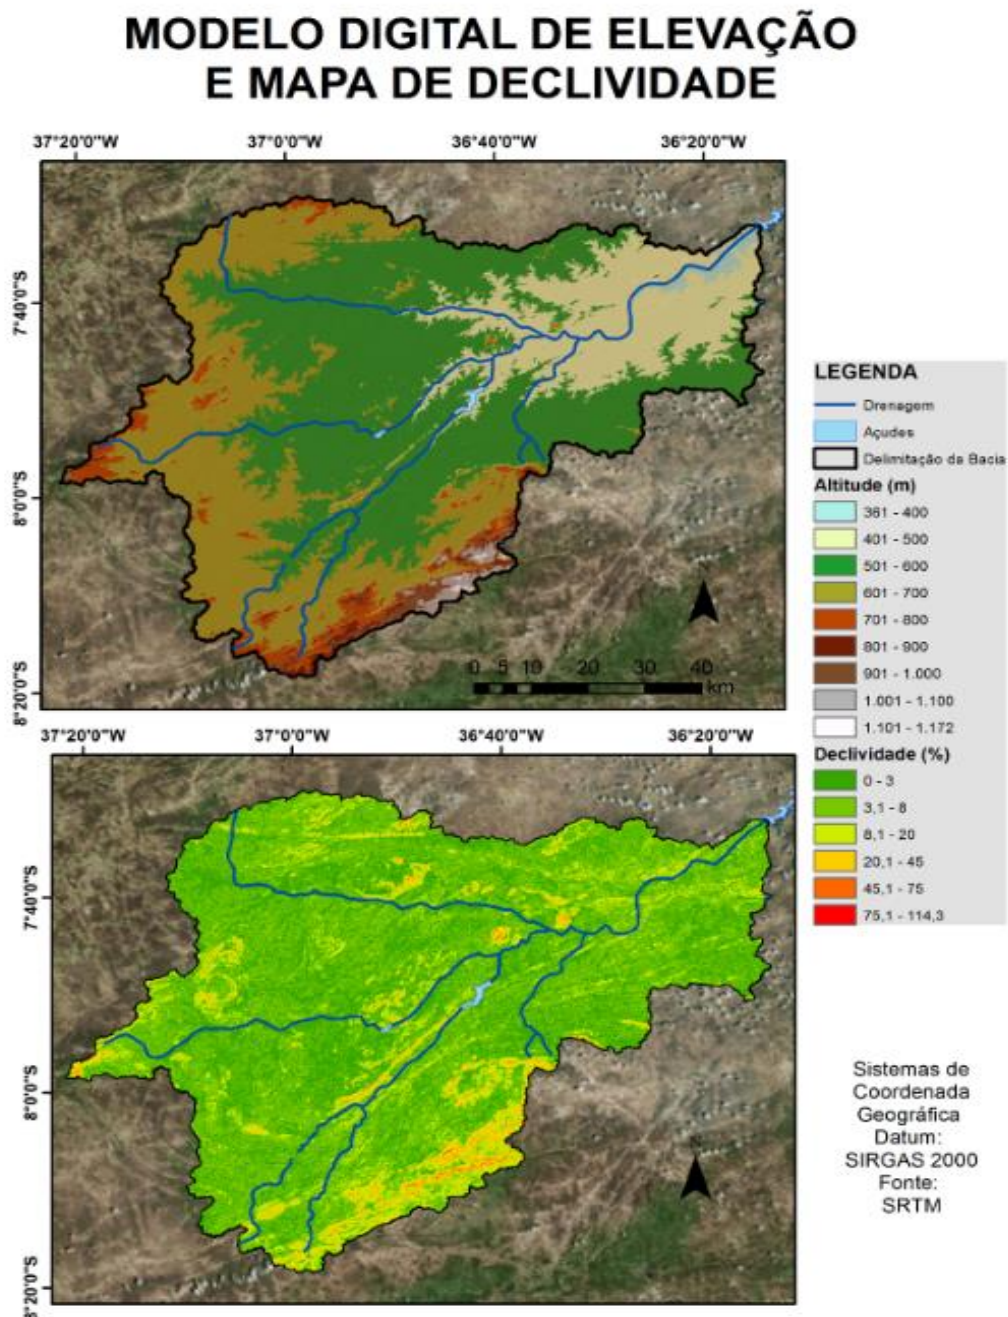 MODELO DIGITAL DE ELEVAÇÃO
E MAPA DE DECLIVIDADE
37°20'0"W 37°0'0"W 36°40'0"W 36°20'0"W
7°40'0"S
8°0'0"S
8°20'0"S
0 5 10 20 30 40
km
LEGENDA
Drenagem
Açudes
Delimitação da Bacia
Altitude (m)
361 - 400
401 - 500
501 - 600
601 - 700
701 - 800
801 - 900
901 - 1.000
1.001 - 1.100
1.101 - 1.172
Declividade (%)
0 - 3
3,1 - 8
8,1 - 20
20,1 - 45
45,1 - 75
75,1 - 114,3
37°20'0"W 37°0'0"W 36°40'0"W 36°20'0"W
7°40'0"S
8°0'0"S
8°20'0"S
Sistemas de
Coordenada
Geográfica
Datum:
SIRGAS 2000
Fonte:
SRTM